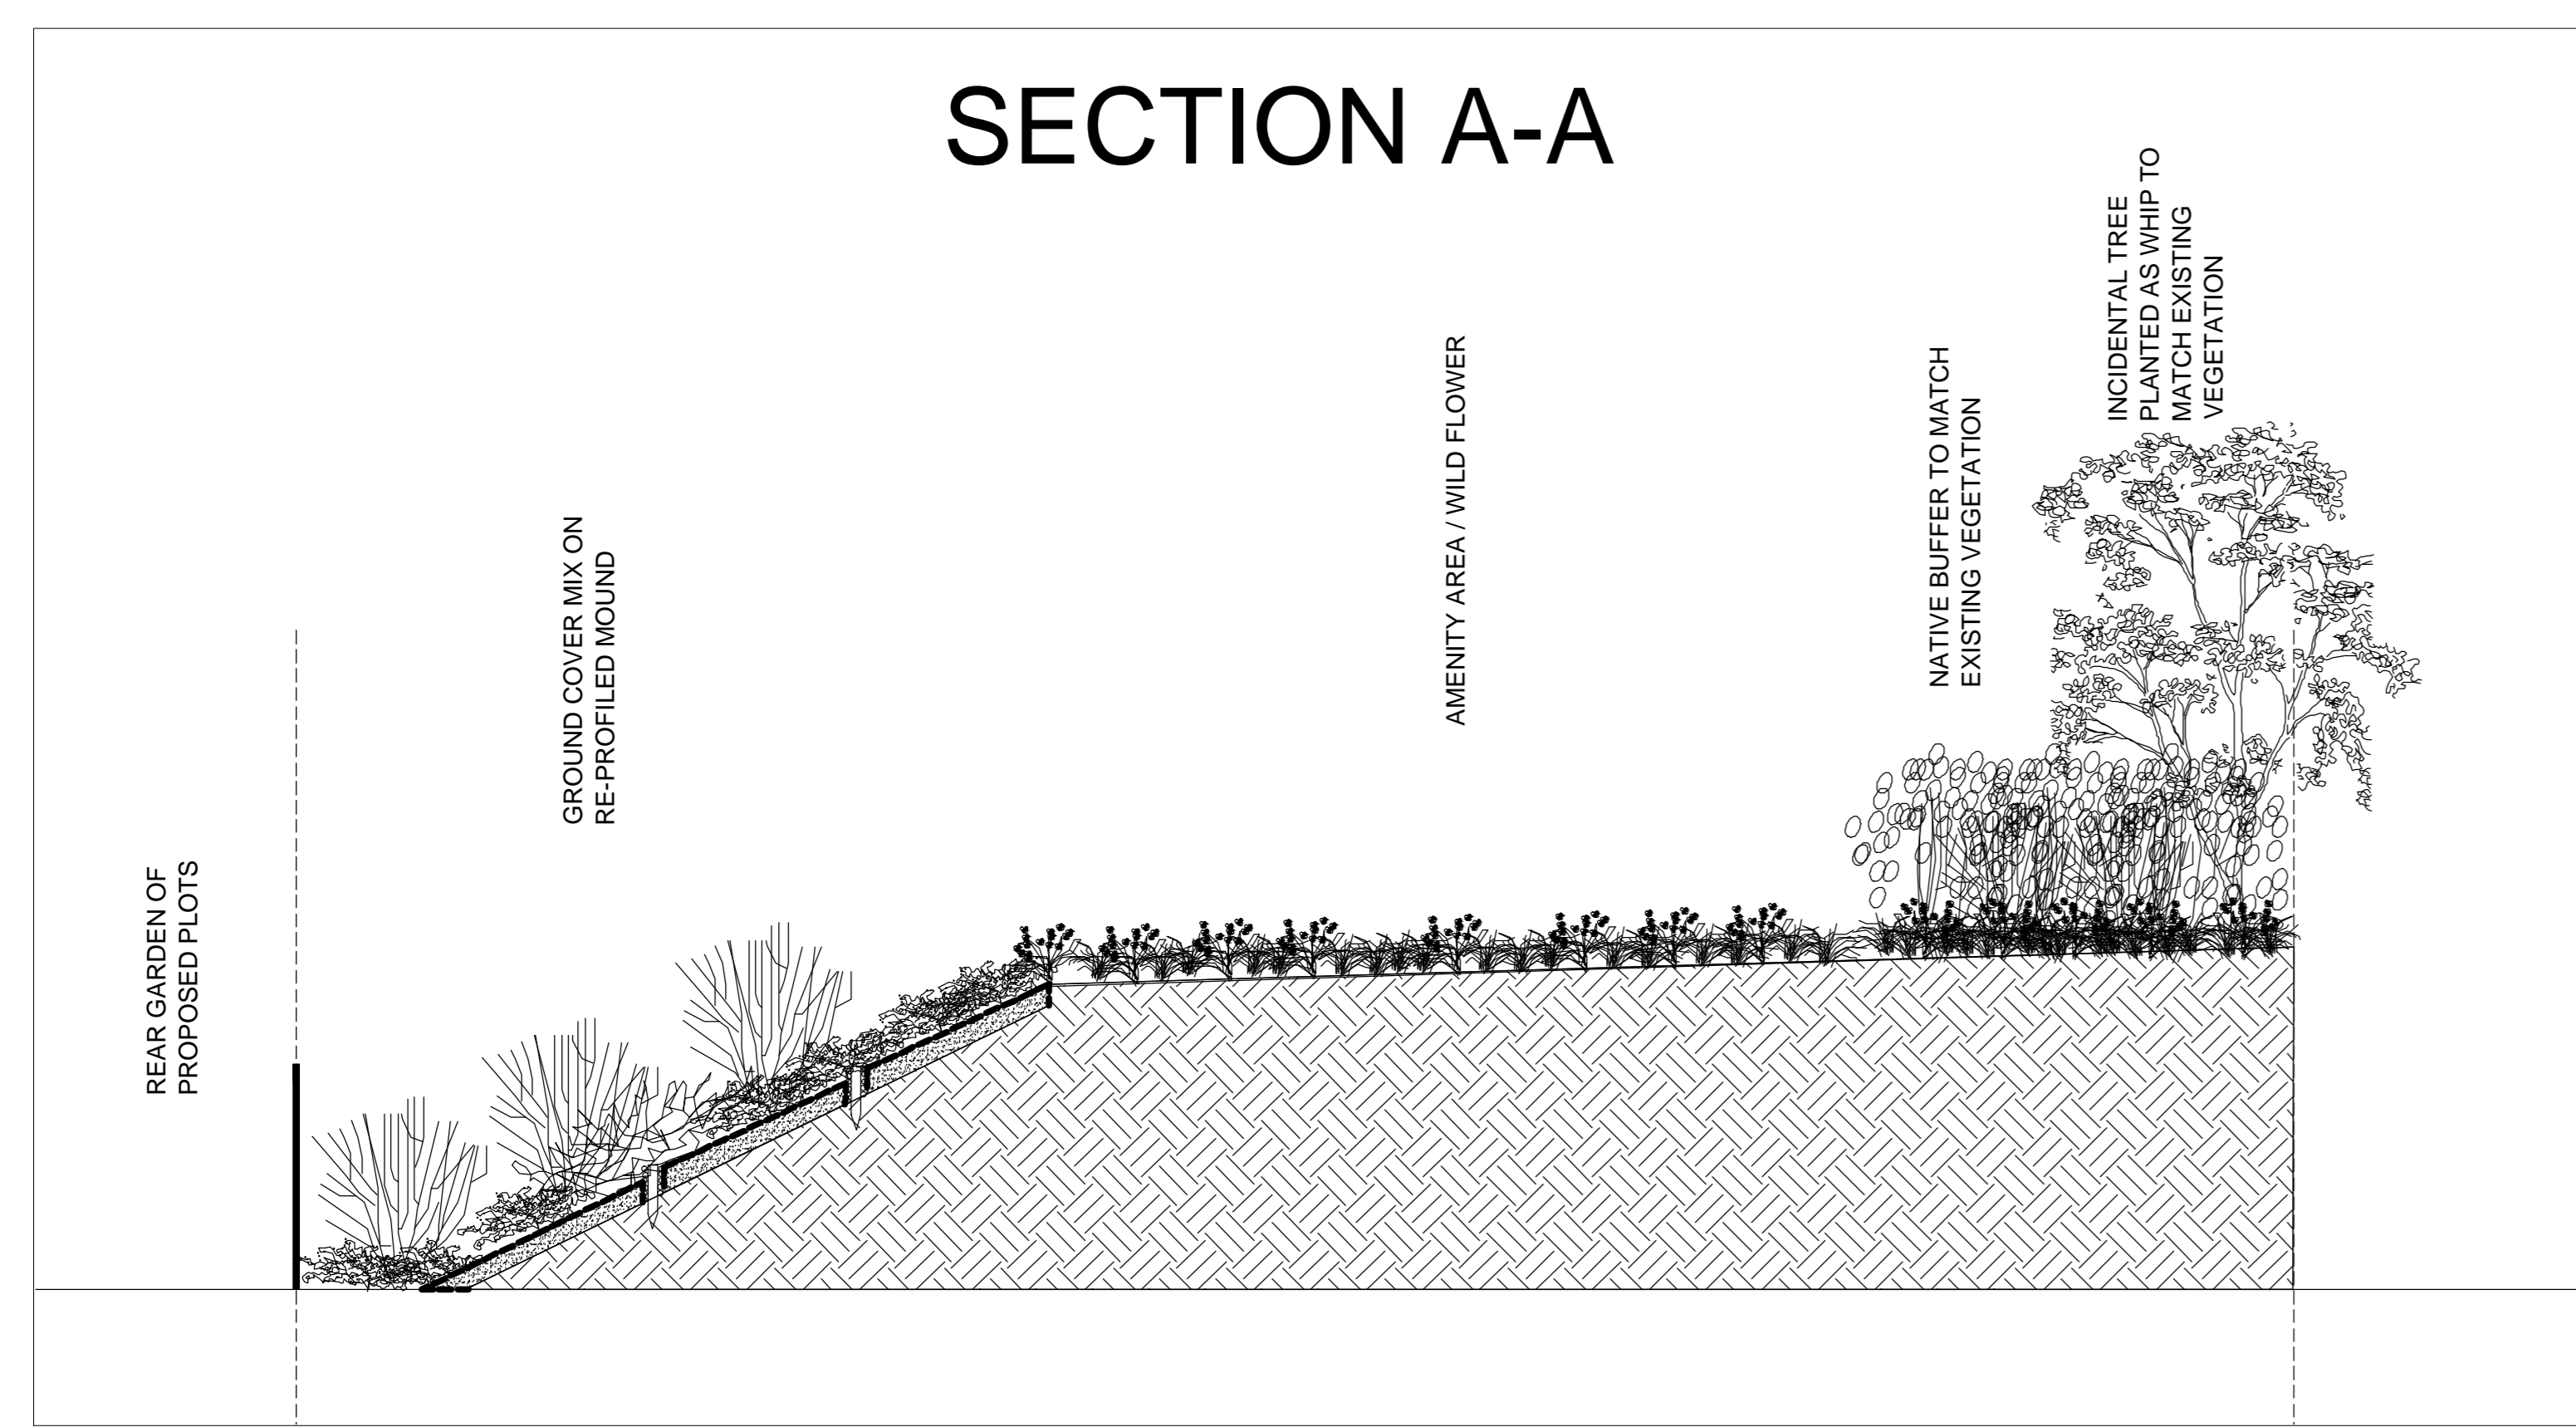 SECTION A-A
REAR GARDEN OF
PROPOSED PLOTS
GROUND COVER MIX ON
RE-PROFILED MOUND
AMENITY AREA / WILD FLOWER
NATIVE BUFFER TO MATCH
EXISTING VEGETATION
INCIDENTAL TREE
PLANTED AS WHIP TO
MATCH EXISTING
VEGETATION